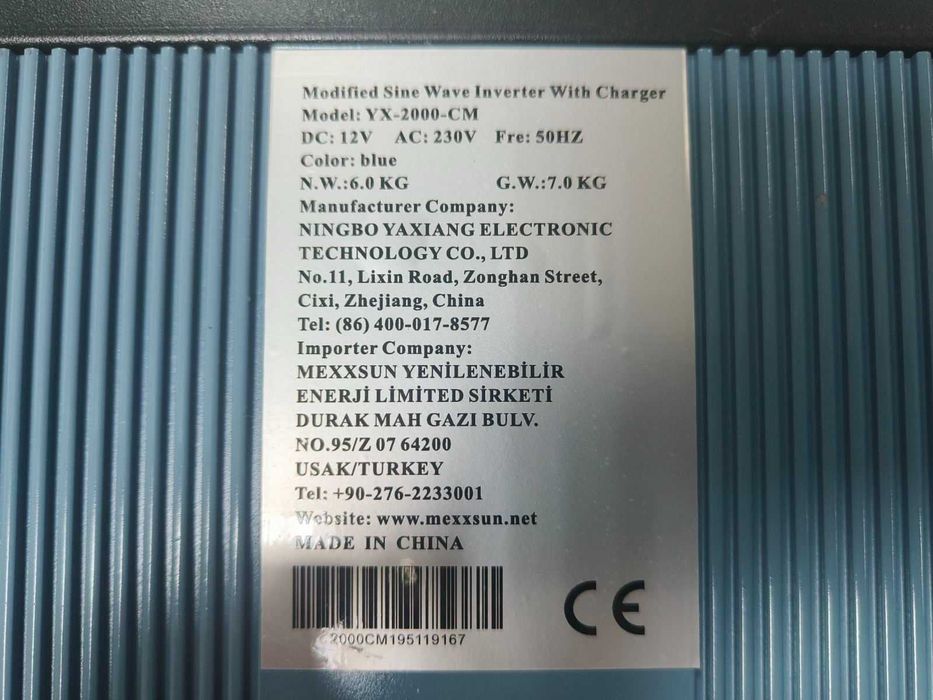 Modified Sine Wave Inverter With Charger
Model: YX-2000-CM
DC: 12V AC: 230V Fre: 50HZ
Color: blue
N.W.:6.0 KG G.W.:7.0 KG
Manufacturer Company:
NINGBO YAXIANG ELECTRONIC
TECHNOLOGY CO., LTD
No.11, Lixin Road, Zonghan Street,
Cixi, Zhejiang, China
Tel: (86) 400-017-8577
Importer Company:
MEXXSUN YENİLENEBİLİR
ENERJİ LİMİTED SİRKETİ
DURAK MAH GAZI BULV.
NO.95/Z 07 64200
USAK/TURKEY
Tel: +90-276-2233001
Website: www.mexxsun.net
MADE IN CHINA
2000CM195119167
CE